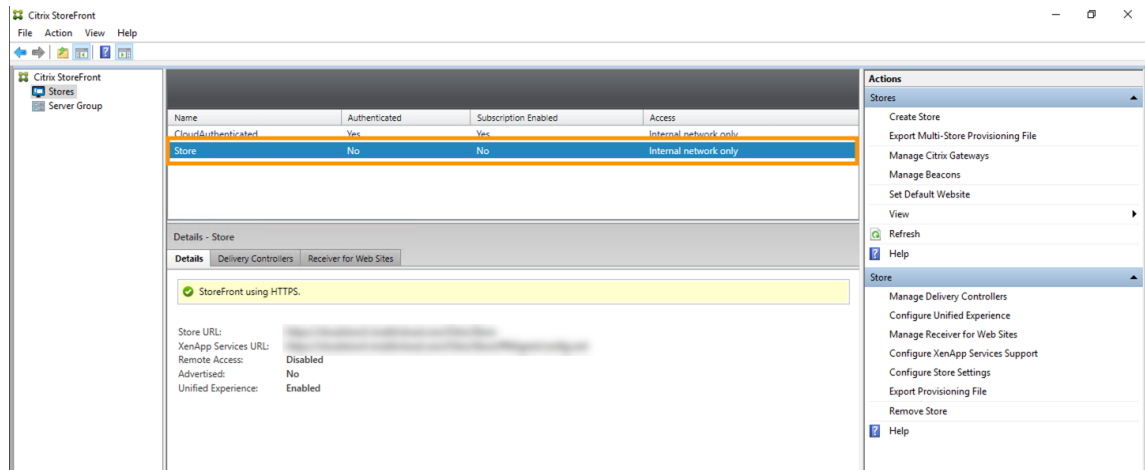 Citrix StoreFront
File Action View Help
Citrix StoreFront
Stores
Server Group
Name Authenticated Subscription Enabled Access
CloudAuthenticated Yes Yes Internal network only
Store No No Internal network only
Details - Store
Details Delivery Controllers Receiver for Web Sites
StoreFront using HTTPS.
Store URL:
XenApp Services URL:
Remote Access: Disabled
Advertised: No
Unified Experience: Enabled
Actions
Stores
Create Store
Export Multi-Store Provisioning File
Manage Citrix Gateways
Manage Beacons
Set Default Website
View
Refresh
Help
Store
Manage Delivery Controllers
Configure Unified Experience
Manage Receiver for Web Sites
Configure XenApp Services Support
Configure Store Settings
Export Provisioning File
Remove Store
Help